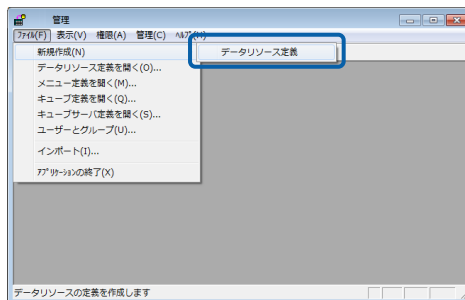 管理
ﾌｧｲﾙ(F) 表示(V) 権限(A) 管理(C) ﾍﾙﾌﾟ(H)
新規作成(N)
データリソース定義
データリソース定義を開く(O)...
メニュー定義を開く(M)...
キューブ定義を開く(Q)...
キューブサーバ定義を開く(S)...
ユーザーとグループ(U)...
インポート(I)...
ｱﾌﾟﾘｹｰｼｮﾝの終了(X)
データリソースの定義を作成します